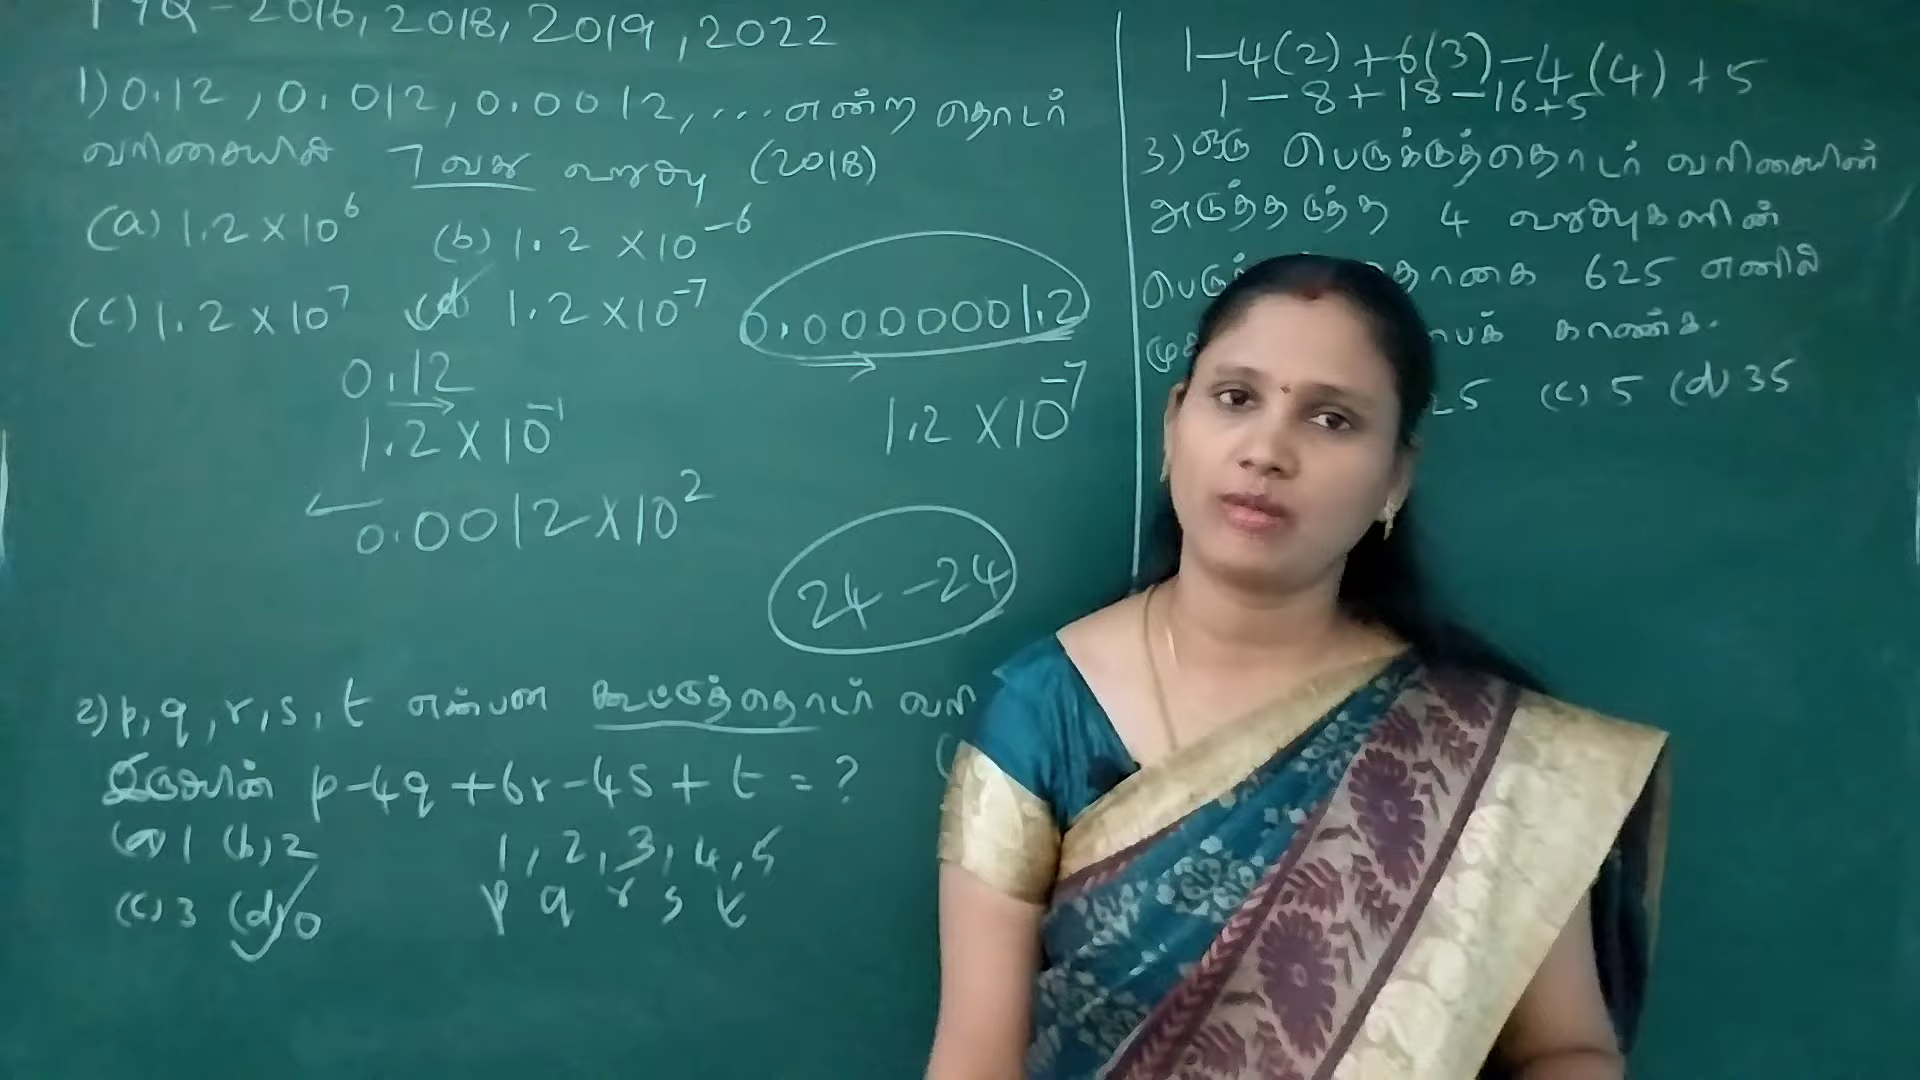 PYQ - 2016, 2018, 2019, 2022
1) 0.12, 0.012, 0.0012, ... என்ற தொடர்
வரிசையில் 7 வது உறுப்பு (2018)
(a) 1.2 x 10^6 (b) 1.2 x 10^-6
(c) 1.2 x 10^7 (d) 1.2 x 10^-7
0.00000012
0.12
1.2 x 10^-1
1.2 x 10^-7
0.0012 x 10^2
24 - 24
2) p, q, r, s, t என்பன கூட்டுத்தொடர் வரி
இருப்பின் p - 4q + 6r - 4s + t = ?
(a) 1 (b) 2
(c) 3 (d) 0
1, 2, 3, 4, 5
p q r s t
1 - 4(2) + 6(3) - 4(4) + 5
1 - 8 + 18 - 16 + 5
3) ஒரு பெருக்குத்தொடர் வரிசையின்
அடுத்தடுத்த 4 உறுப்புகளின்
தொகை 625 எனில்
காண்க.
(c) 5 (d) 35